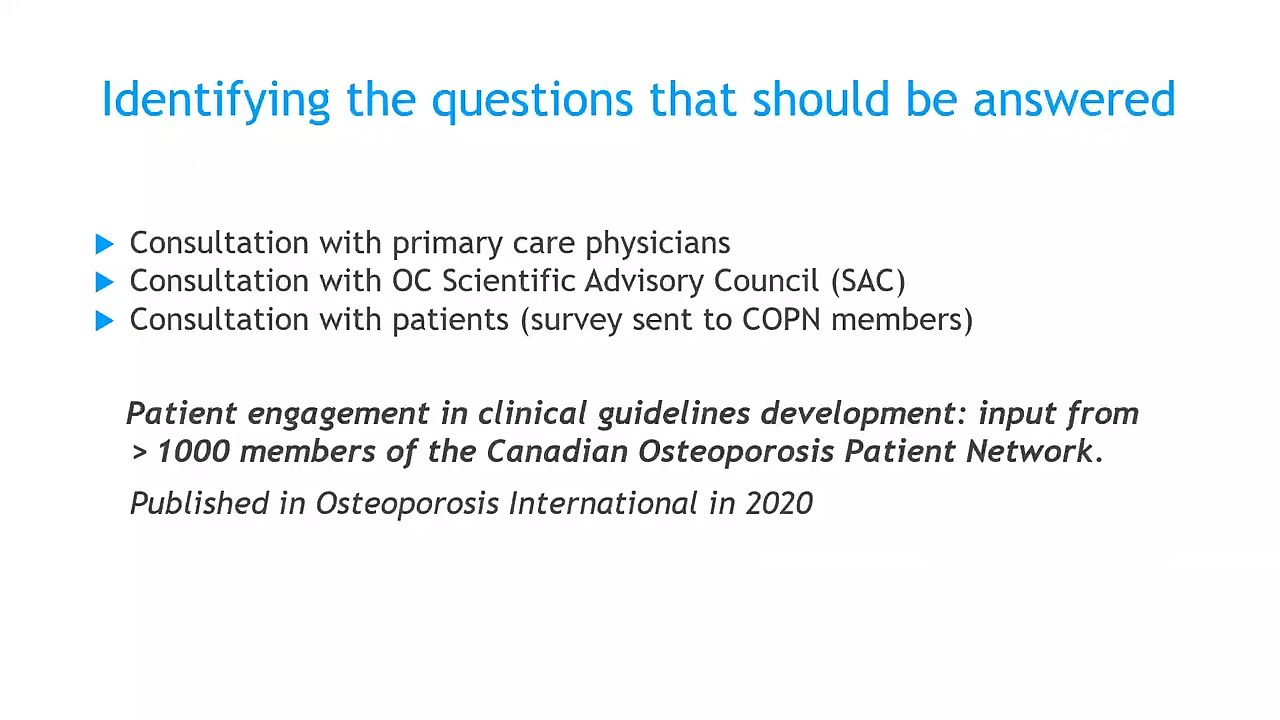 Identifying the questions that should be answered
Consultation with primary care physicians
Consultation with OC Scientific Advisory Council (SAC)
Consultation with patients (survey sent to COPN members)
Patient engagement in clinical guidelines development: input from
> 1000 members of the Canadian Osteoporosis Patient Network.
Published in Osteoporosis International in 2020